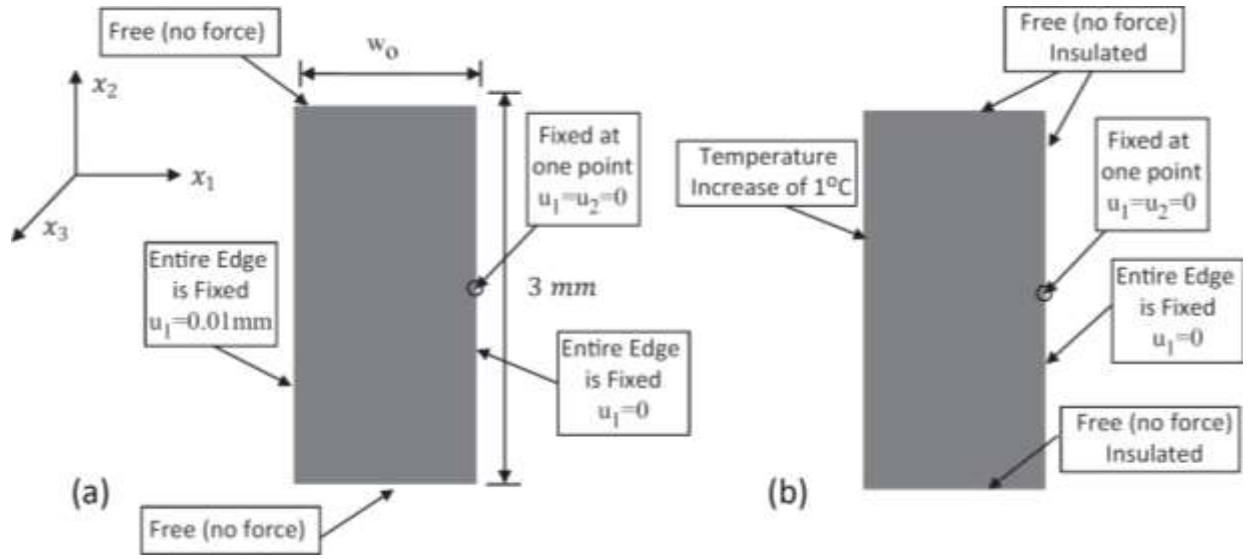 Free (no force)
wₒ
x₂
x₁
x₃
Fixed at
one point
u₁=u₂=0
Entire Edge
is Fixed
u₁=0.01mm
3 mm
Entire Edge
is Fixed
u₁=0
(a)
Free (no force)
Free (no force)
Insulated
Temperature
Increase of 1⁰C
Fixed at
one point
u₁=u₂=0
Entire Edge
is Fixed
u₁=0
Free (no force)
Insulated
(b)